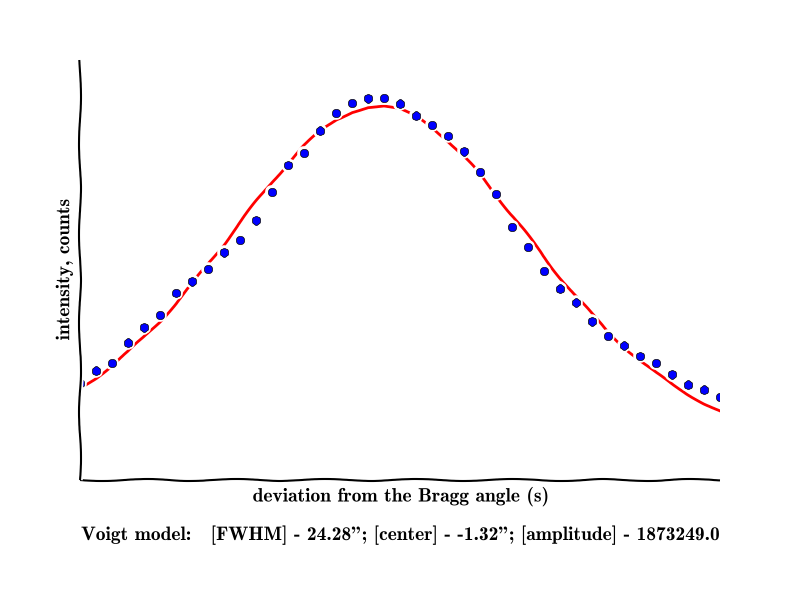 intensity, counts
deviation from the Bragg angle (s)
Voigt model: [FWHM] - 24.28”; [center] - -1.32”; [amplitude] - 1873249.0